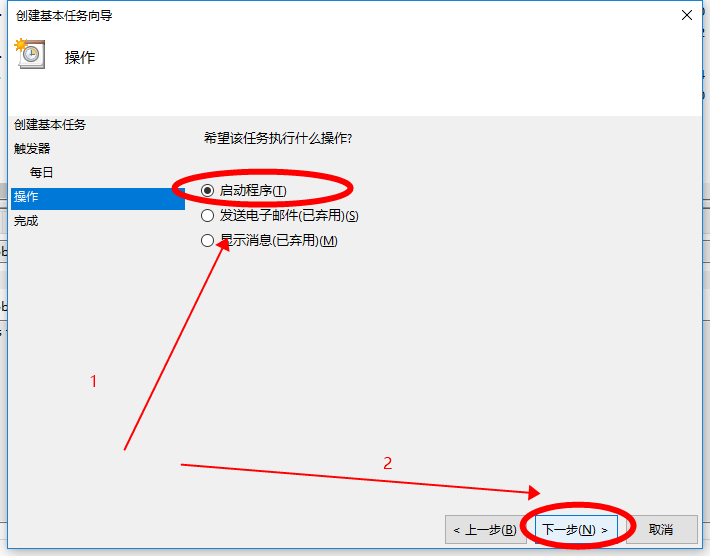 创建基本任务向导
操作
创建基本任务
触发器
每日
操作
完成
希望该任务执行什么操作?
启动程序(T)
发送电子邮件(已弃用)(S)
显示消息(已弃用)(M)
1
2
< 上一步(B)
下一步(N) >
取消